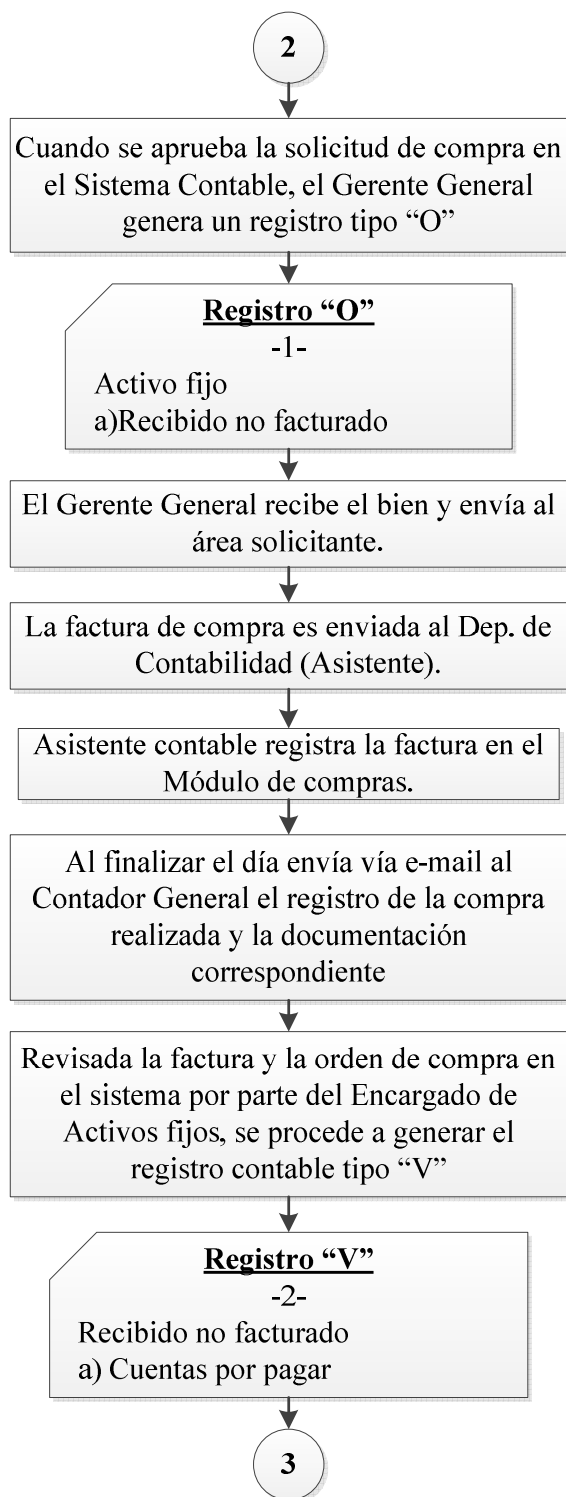 2
Cuando se aprueba la solicitud de compra en
el Sistema Contable, el Gerente General
genera un registro tipo “O”
Registro “O”
-1-
Activo fijo
a)Recibido no facturado
El Gerente General recibe el bien y envía al
área solicitante.
La factura de compra es enviada al Dep. de
Contabilidad (Asistente).
Asistente contable registra la factura en el
Módulo de compras.
Al finalizar el día envía vía e-mail al
Contador General el registro de la compra
realizada y la documentación
correspondiente
Revisada la factura y la orden de compra en
el sistema por parte del Encargado de
Activos fijos, se procede a generar el
registro contable tipo “V”
Registro “V”
-2-
Recibido no facturado
a) Cuentas por pagar
3